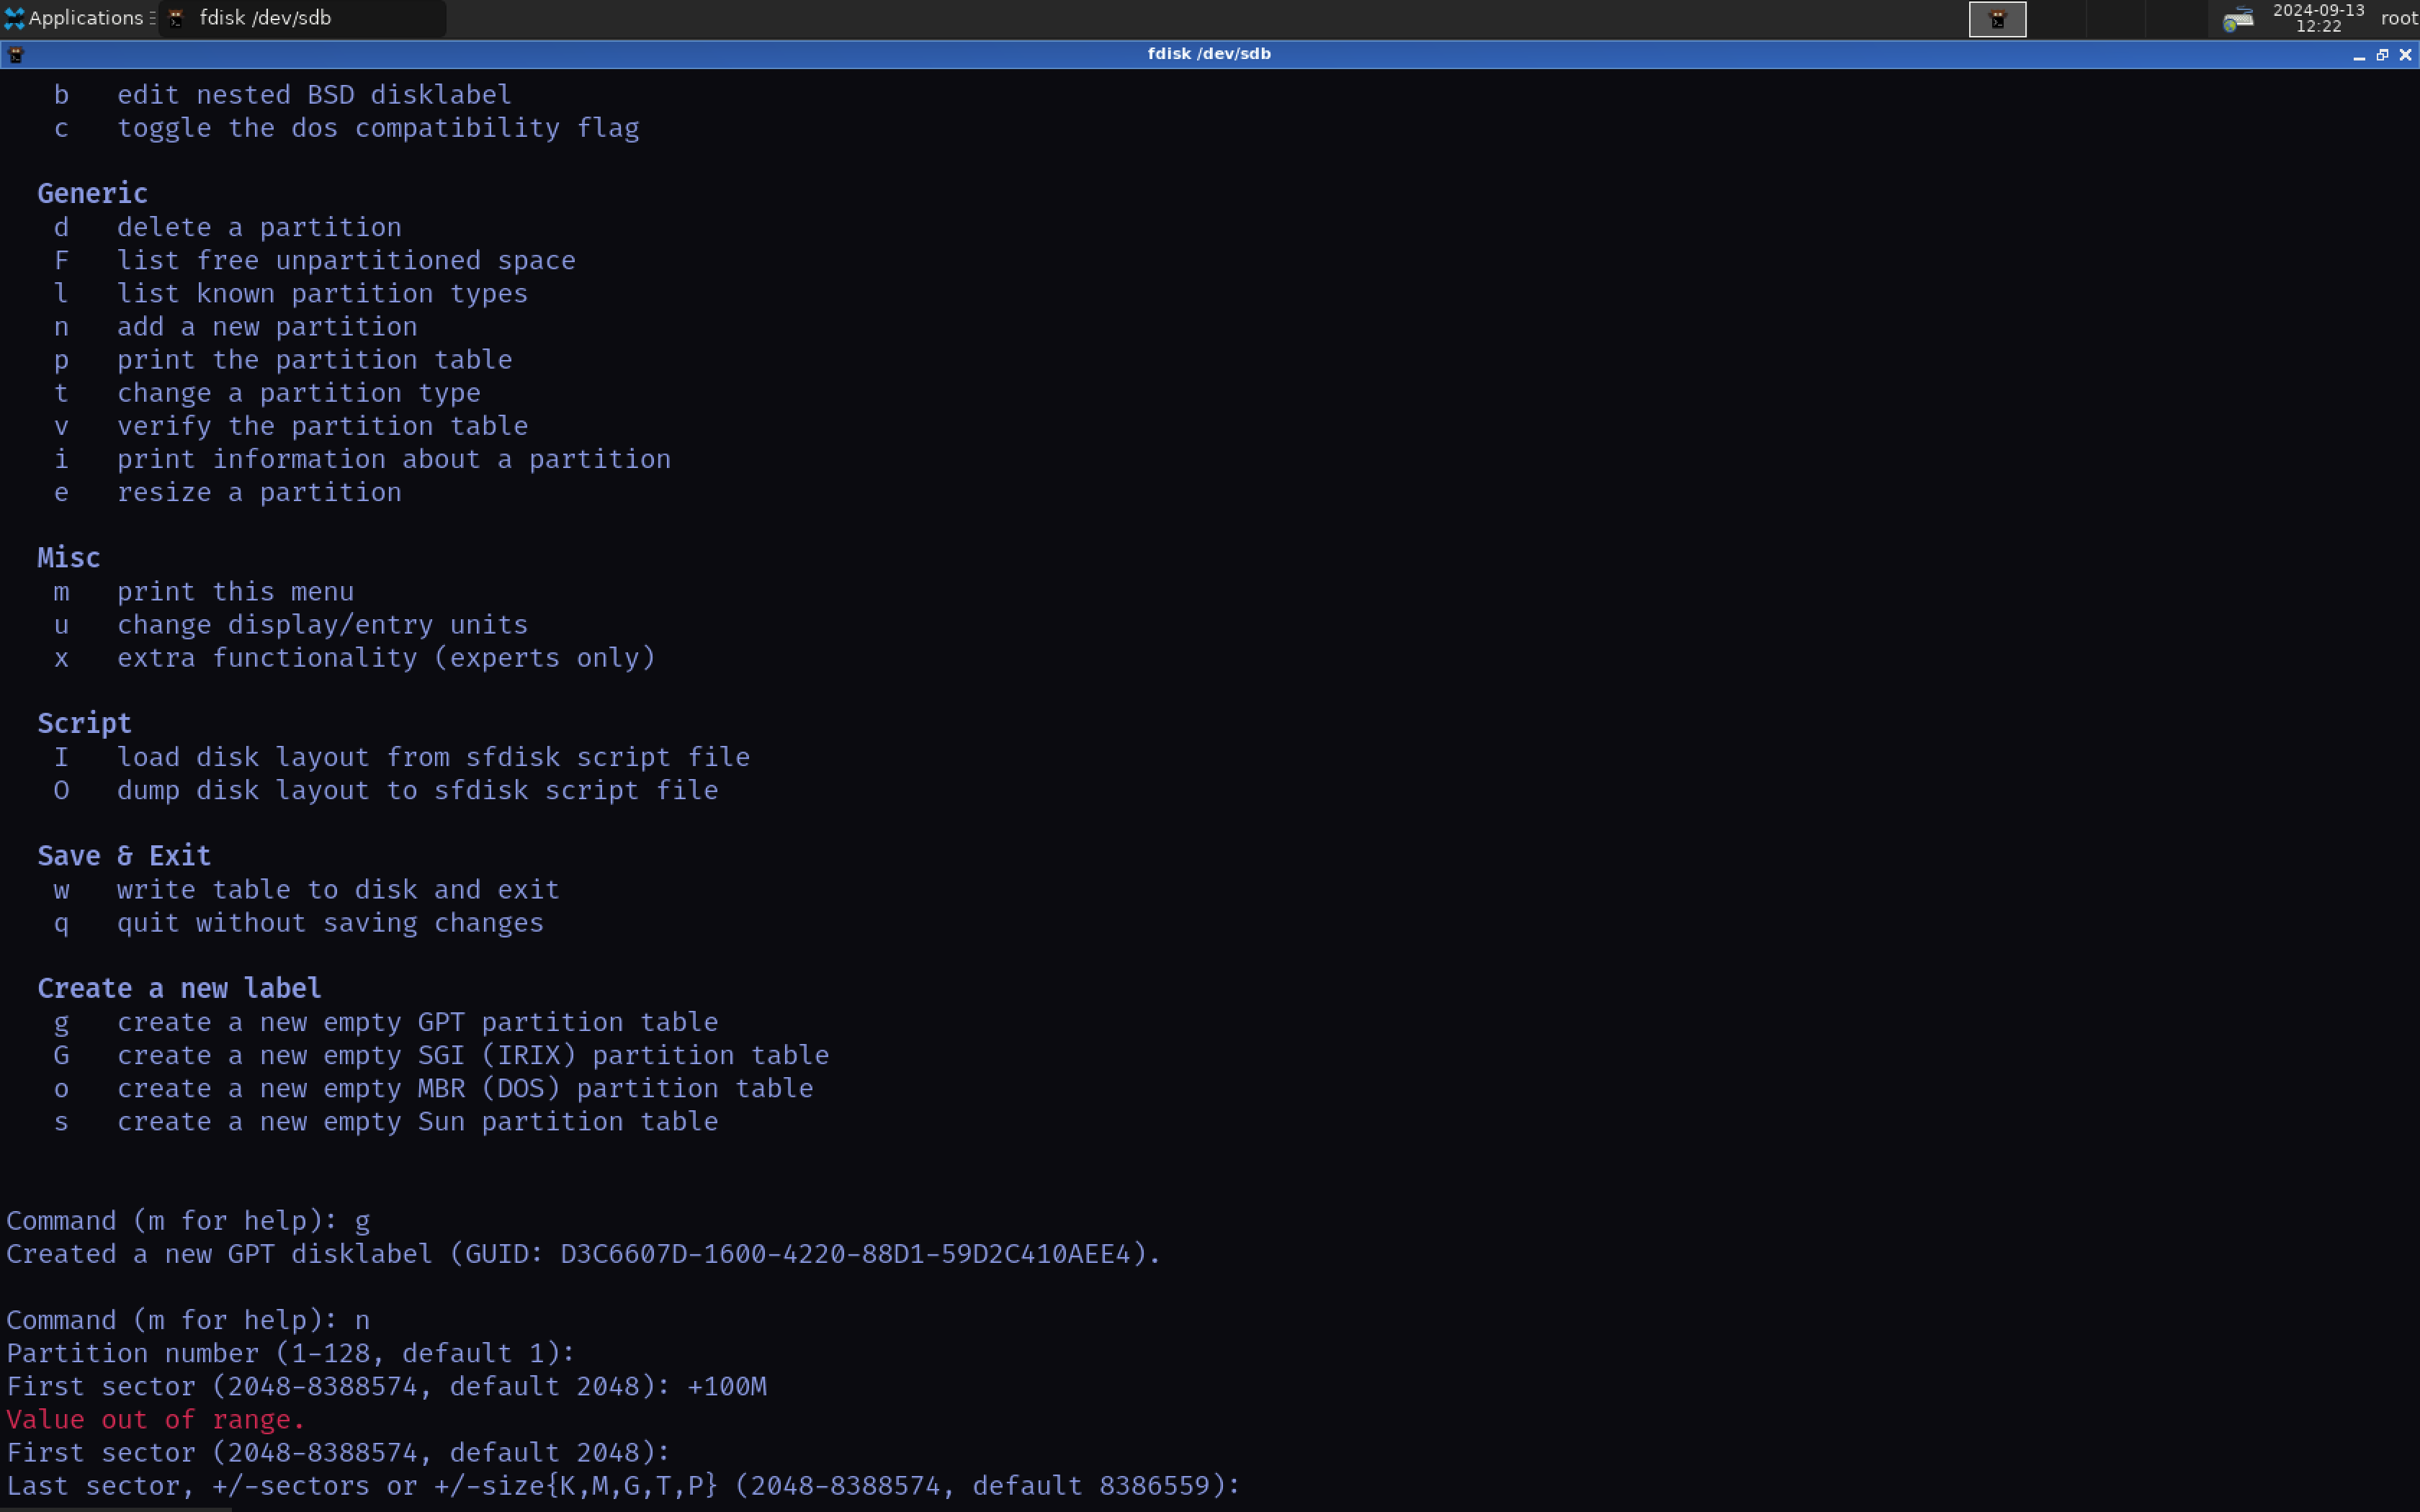 Applications fdisk /dev/sdb 2024-09-13 12:22 root
fdisk /dev/sdb
b edit nested BSD disklabel
c toggle the dos compatibility flag
Generic
d delete a partition
F list free unpartitioned space
l list known partition types
n add a new partition
p print the partition table
t change a partition type
v verify the partition table
i print information about a partition
e resize a partition
Misc
m print this menu
u change display/entry units
x extra functionality (experts only)
Script
I load disk layout from sfdisk script file
O dump disk layout to sfdisk script file
Save & Exit
w write table to disk and exit
q quit without saving changes
Create a new label
g create a new empty GPT partition table
G create a new empty SGI (IRIX) partition table
o create a new empty MBR (DOS) partition table
s create a new empty Sun partition table
Command (m for help): g
Created a new GPT disklabel (GUID: D3C6607D-1600-4220-88D1-59D2C410AEE4).
Command (m for help): n
Partition number (1-128, default 1):
First sector (2048-8388574, default 2048): +100M
Value out of range.
First sector (2048-8388574, default 2048):
Last sector, +/-sectors or +/-size{K,M,G,T,P} (2048-8388574, default 8386559):